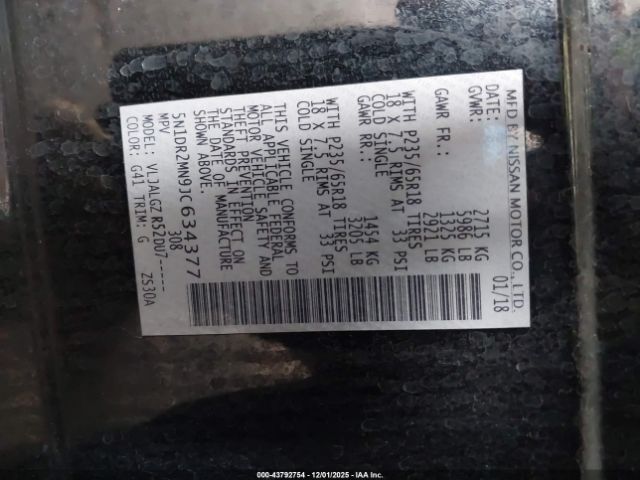 MFD BY NISSAN MOTOR CO., LTD.
DATE: 01/18
GVWR: 2715 KG
5986 LB
GAWR FR.: 1325 KG
2921 LB
WITH P235/65R18 TIRES
18 X 7.5 RIMS AT 33 PSI
COLD SINGLE
GAWR RR.: 1454 KG
3205 LB
WITH P235/65R18 TIRES
18 X 7.5 RIMS AT 33 PSI
COLD SINGLE
THIS VEHICLE CONFORMS TO
ALL APPLICABLE FEDERAL
MOTOR VEHICLE SAFETY AND
THEFT PREVENTION
STANDARDS IN EFFECT ON
THE DATE OF MANUFACTURE
SHOWN ABOVE.
5N1DR2MN9JC634377
MPV 308
MODEL: VLJALGZ R52DU7-----
COLOR: G41 TRIM: G ZS30A
000-43792754 • 12/01/2025 • IAAI Inc.